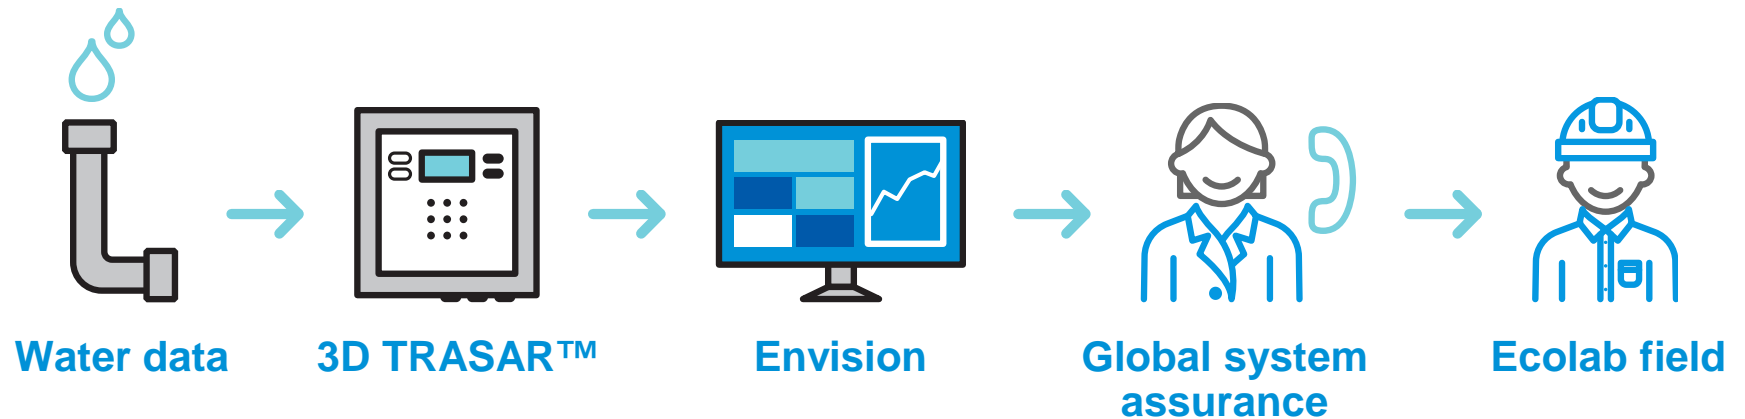 Water data
3D TRASAR™
Envision
Global system
assurance
Ecolab field